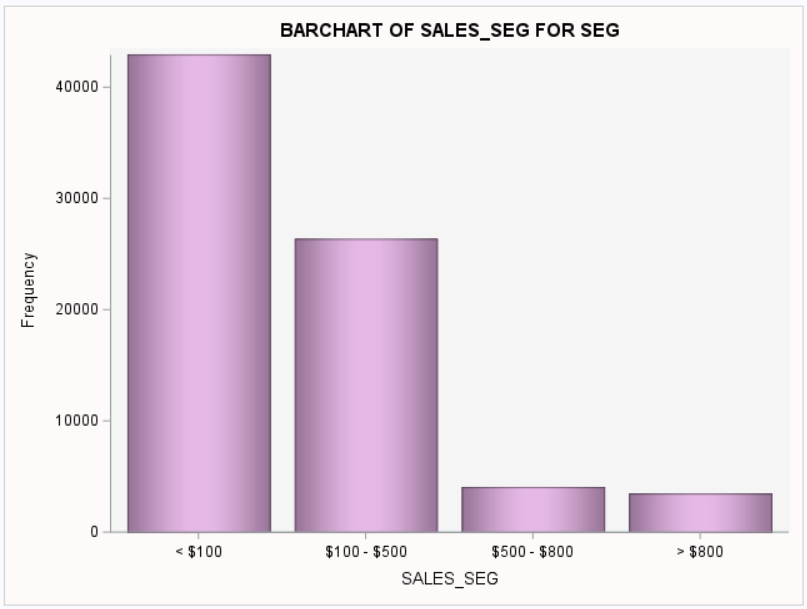 BARCHART OF SALES_SEG FOR SEG
40000
30000
20000
10000
0
Frequency
< $100 $100 - $500 $500 - $800 > $800
SALES_SEG